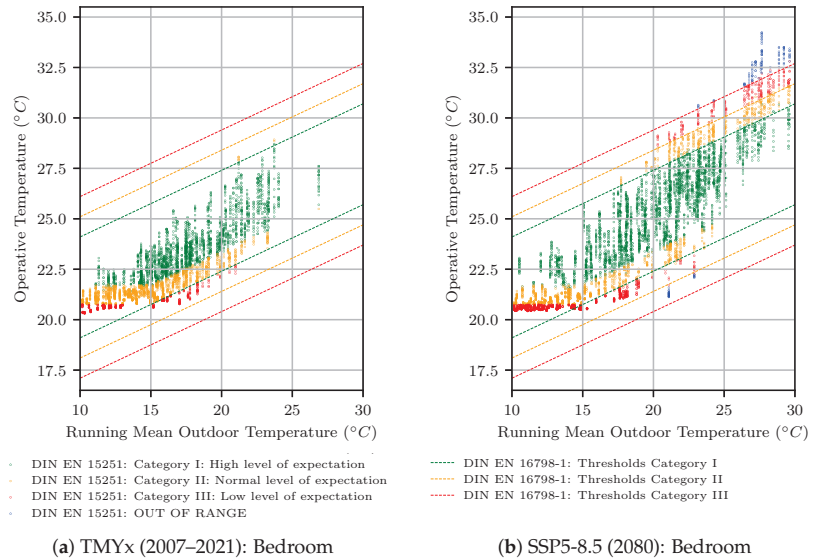 35.0
32.5
30.0
27.5
25.0
22.5
20.0
17.5
Operative Temperature (°C)
10 15 20 25 30
Running Mean Outdoor Temperature (°C)
35.0
32.5
30.0
27.5
25.0
22.5
20.0
17.5
Operative Temperature (°C)
10 15 20 25 30
Running Mean Outdoor Temperature (°C)
DIN EN 15251: Category I: High level of expectation
DIN EN 15251: Category II: Normal level of expectation
DIN EN 15251: Category III: Low level of expectation
DIN EN 15251: OUT OF RANGE
DIN EN 16798-1: Thresholds Category I
DIN EN 16798-1: Thresholds Category II
DIN EN 16798-1: Thresholds Category III
(a) TMYx (2007–2021): Bedroom
(b) SSP5-8.5 (2080): Bedroom